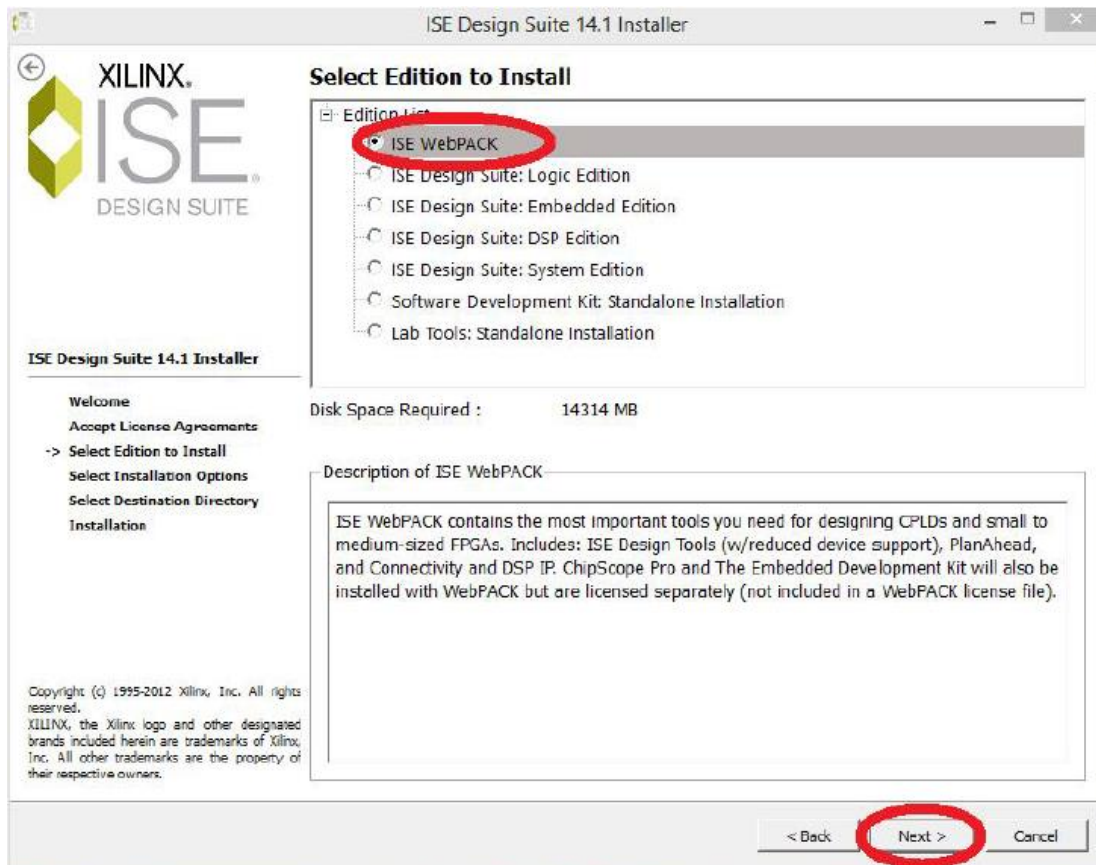 ISE Design Suite 14.1 Installer
XILINX.
ISE.
DESIGN SUITE
ISE Design Suite 14.1 Installer
Welcome
Accept License Agreements
-> Select Edition to Install
Select Installation Options
Select Destination Directory
Installation
Copyright (c) 1995-2012 Xilinx, Inc. All rights
reserved.
XILINX, the Xilinx logo and other designated
brands included herein are trademarks of Xilinx,
Inc. All other trademarks are the property of
their respective owners.
Select Edition to Install
Edition List
ISE WebPACK
ISE Design Suite: Logic Edition
ISE Design Suite: Embedded Edition
ISE Design Suite: DSP Edition
ISE Design Suite: System Edition
Software Development Kit: Standalone Installation
Lab Tools: Standalone Installation
Disk Space Required : 14314 MB
Description of ISE WebPACK
ISE WebPACK contains the most important tools you need for designing CPLDs and small to
medium-sized FPGAs. Includes: ISE Design Tools (w/reduced device support), PlanAhead,
and Connectivity and DSP IP. ChipScope Pro and The Embedded Development Kit will also be
installed with WebPACK but are licensed separately (not included in a WebPACK license file).
< Back Next > Cancel